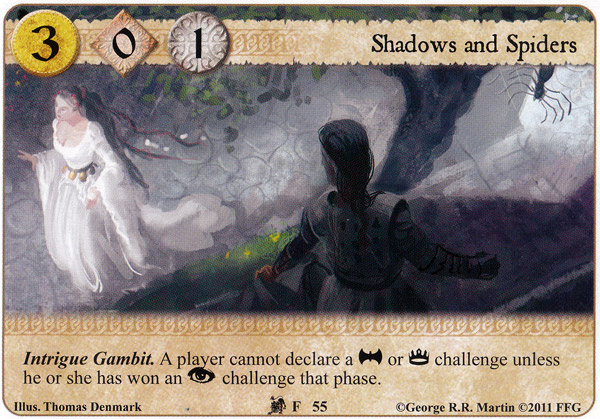 3 0 1 Shadows and Spiders
Intrigue Gambit. A player cannot declare a or challenge unless
he or she has won an challenge that phase.
Illus. Thomas Denmark F 55 ©George R.R. Martin ©2011 FFG